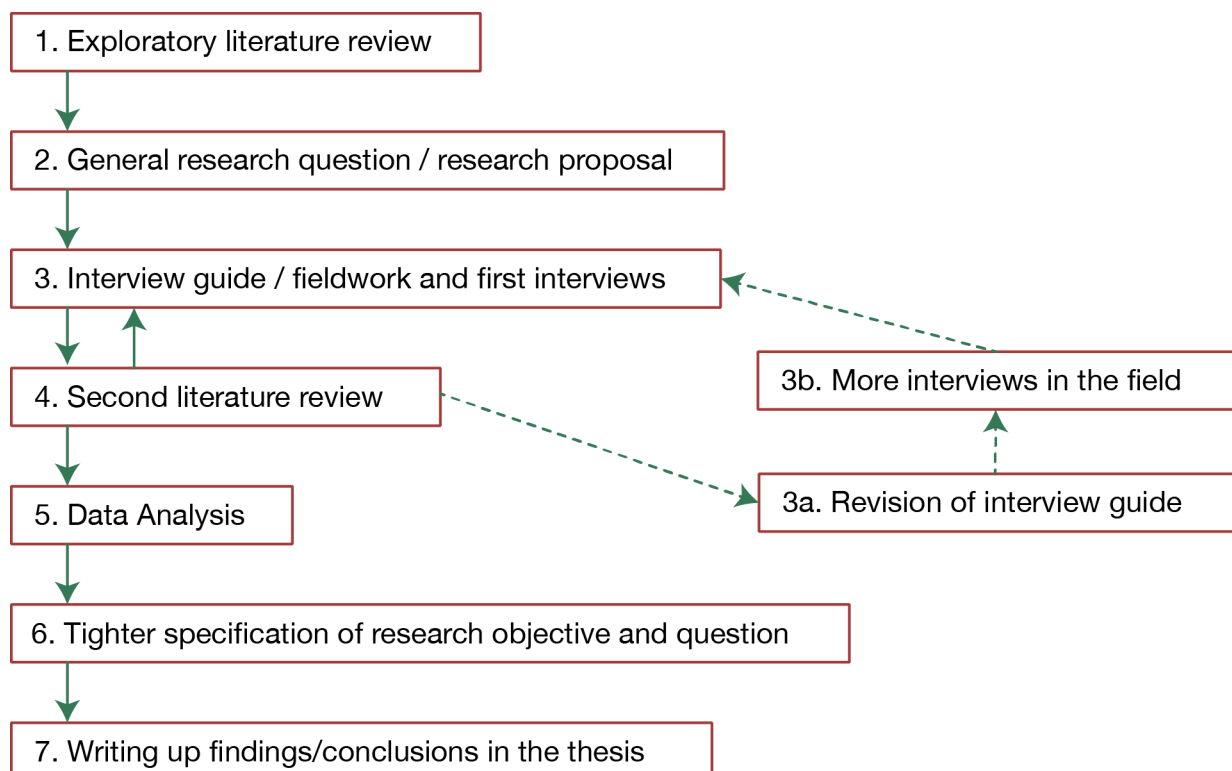 1. Exploratory literature review
2. General research question / research proposal
3. Interview guide / fieldwork and first interviews
3b. More interviews in the field
4. Second literature review
3a. Revision of interview guide
5. Data Analysis
6. Tighter specification of research objective and question
7. Writing up findings/conclusions in the thesis